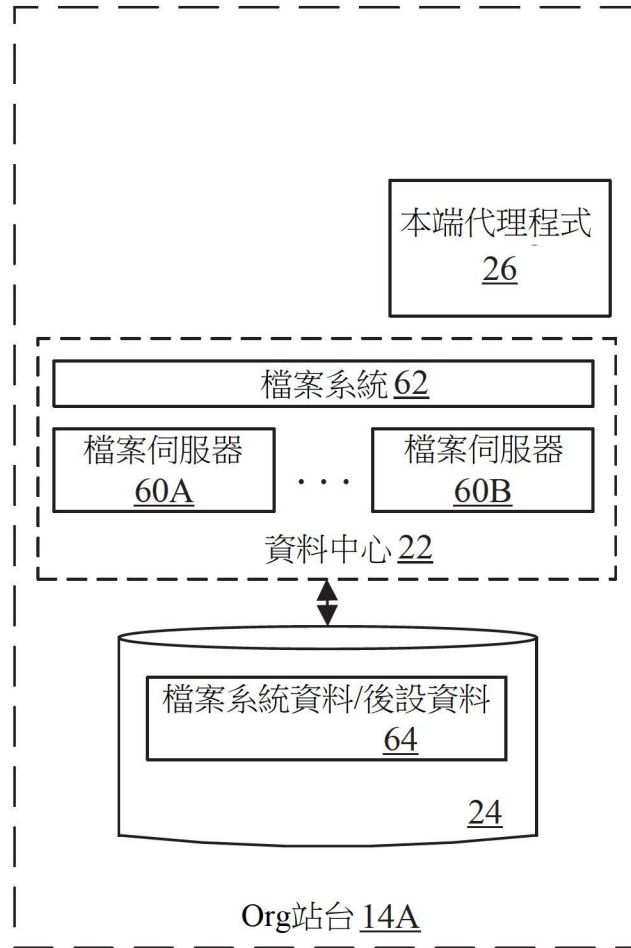 本端代理程式
26
檔案系統 62
檔案伺服器
60A
. . .
檔案伺服器
60B
資料中心 22
檔案系統資料/後設資料
64
24
Org站台 14A